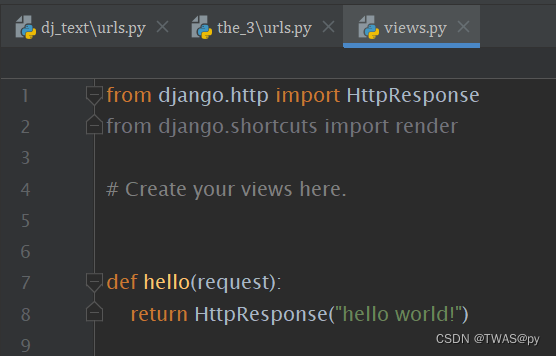 dj_text\urls.py the_3\urls.py views.py
1 from django.http import HttpResponse
2 from django.shortcuts import render
3
4 # Create your views here.
5
6
7 def hello(request):
8 return HttpResponse("hello world!")
9
CSDN @TWAS@py